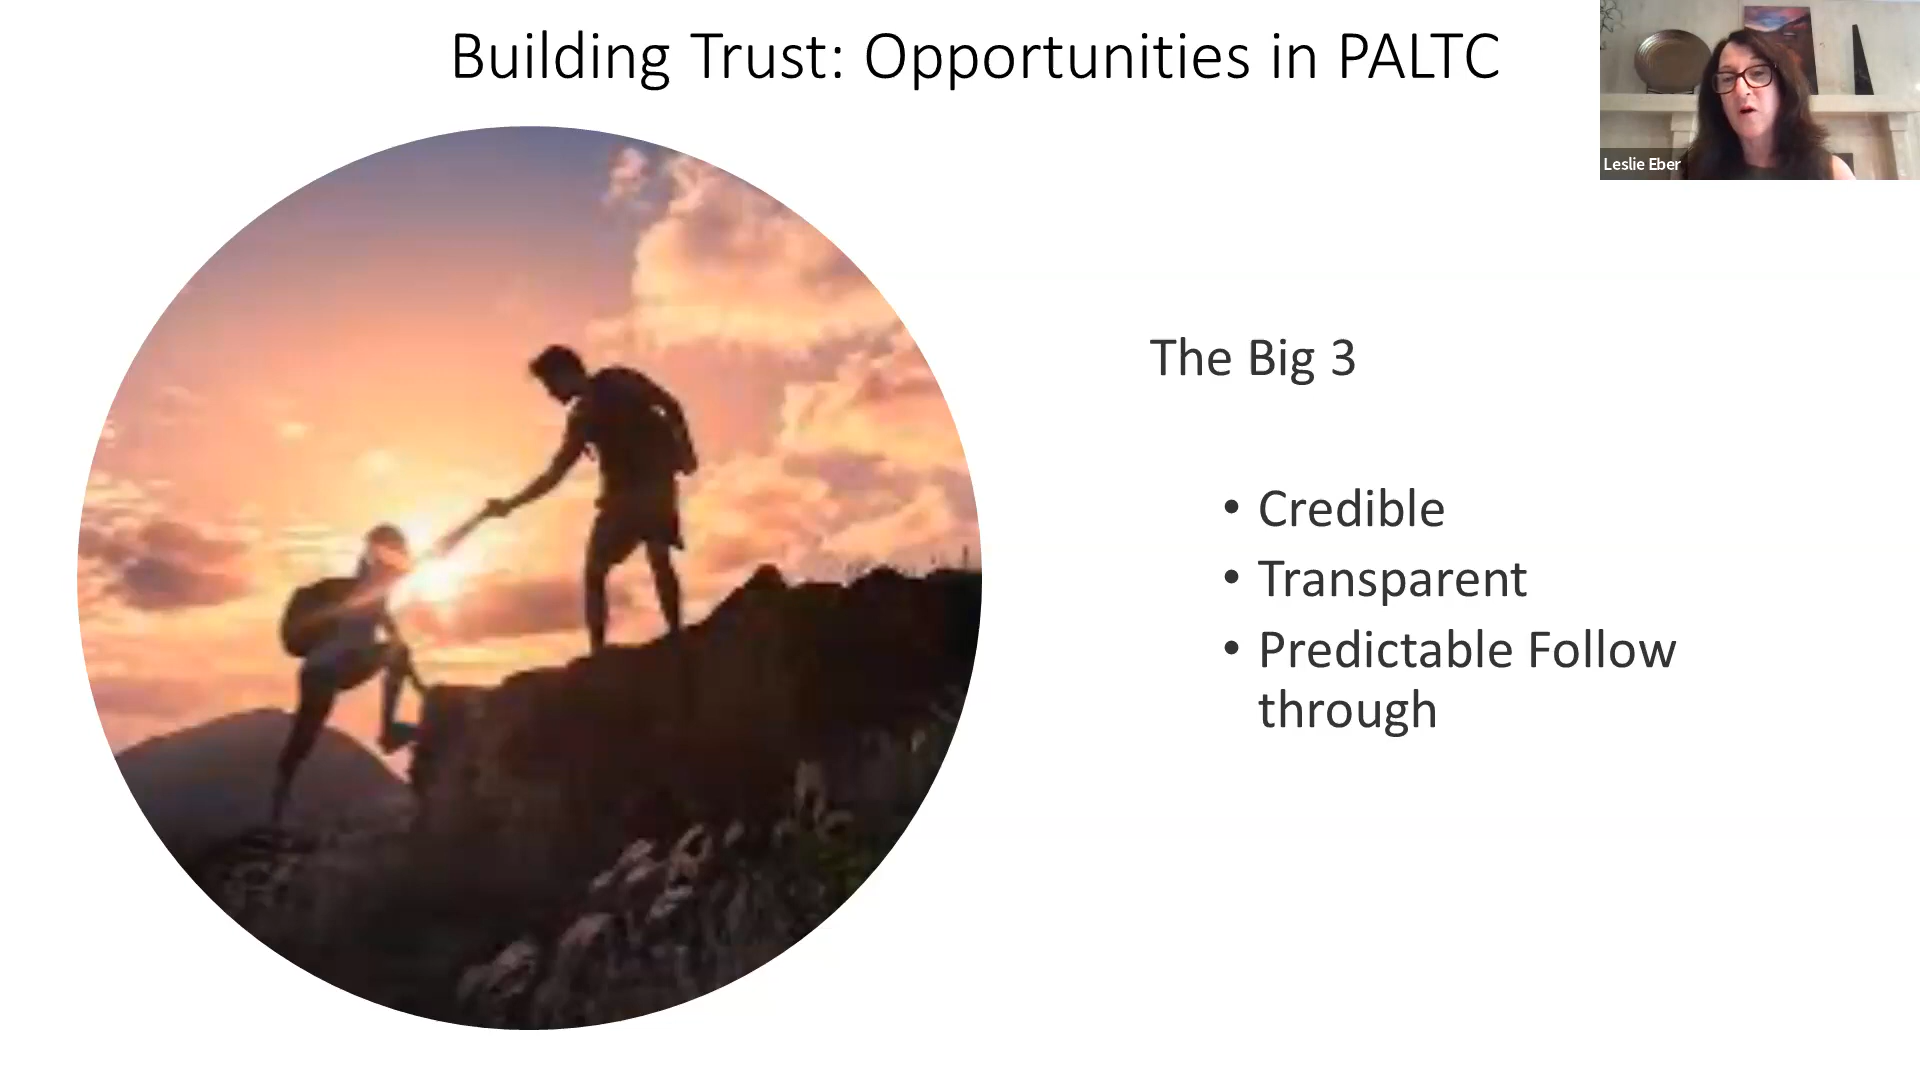 Building Trust: Opportunities in PALTC
Leslie Eber
The Big 3
• Credible
• Transparent
• Predictable Follow
through